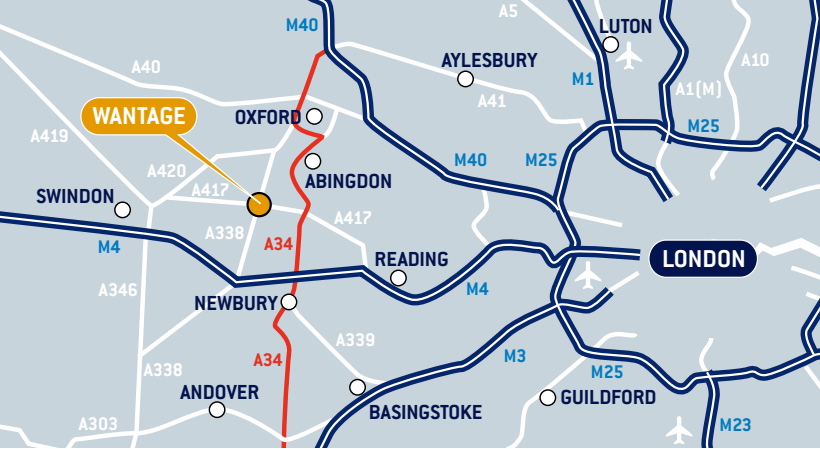 A5
M40
LUTON
AYLESBURY
A10
A40
M1
A1(M)
A41
WANTAGE
OXFORD
M25
A419
M40
M25
A420
ABINGDON
A417
SWINDON
A417
A338
A34
M4
READING
LONDON
A346
M4
NEWBURY
A339
M3
A34
A338
M25
ANDOVER
GUILDFORD
BASINGSTOKE
A303
M23